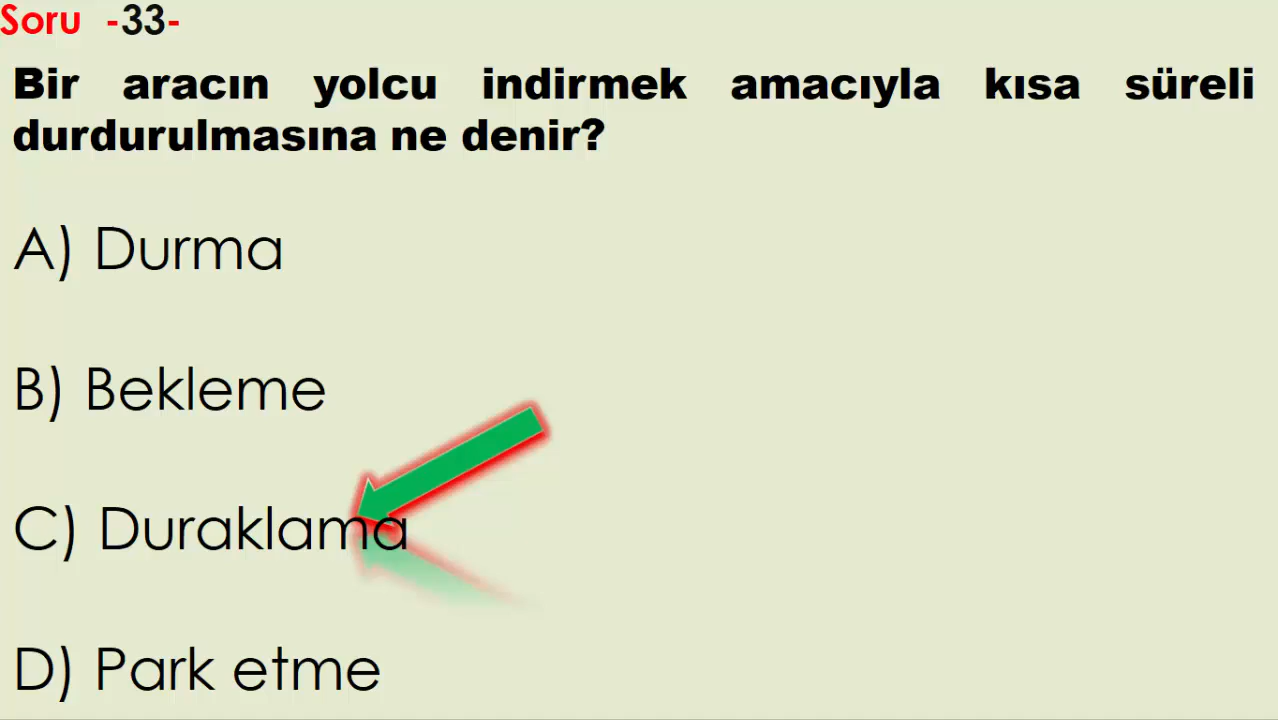 Soru -33-
Bir aracın yolcu indirmek amacıyla kısa süreli
durdurulmasına ne denir?
A) Durma
B) Bekleme
C) Duraklama
D) Park etme